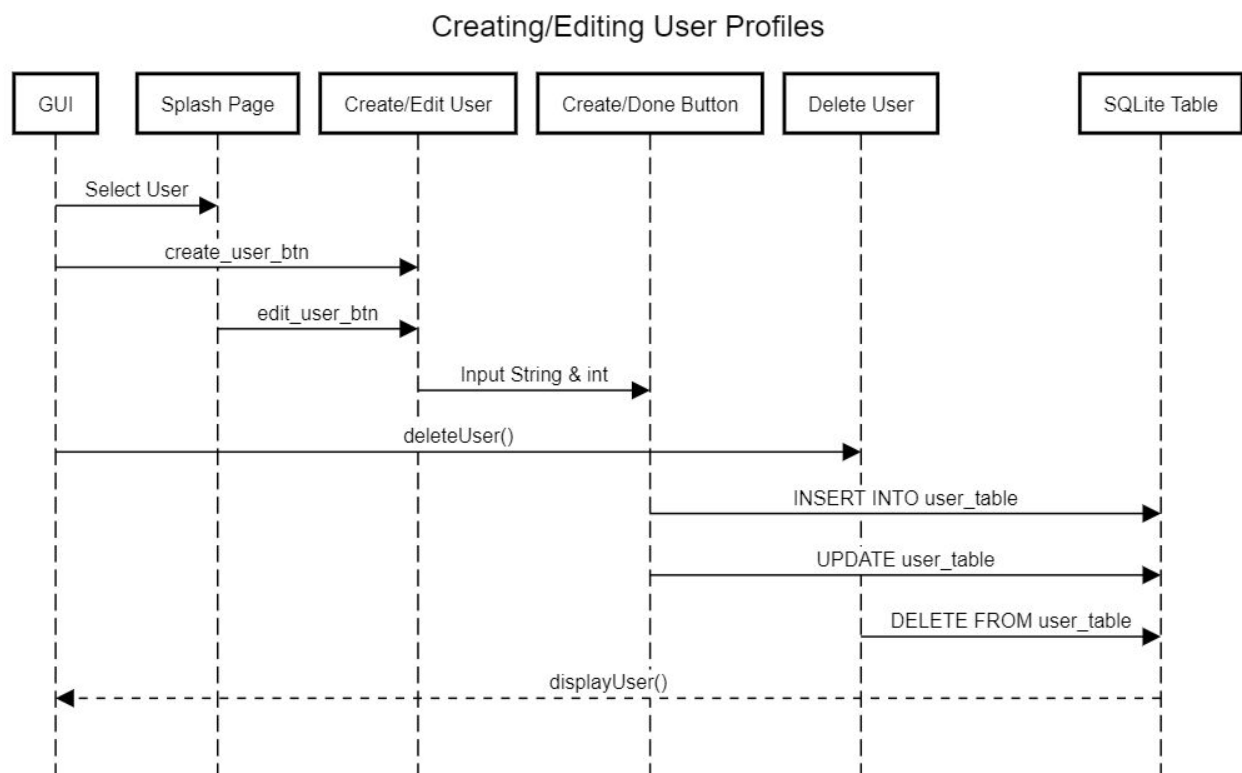 Creating/Editing User Profiles
GUI
Splash Page
Create/Edit User
Create/Done Button
Delete User
SQLite Table
Select User
create_user_btn
edit_user_btn
Input String & int
deleteUser()
INSERT INTO user_table
UPDATE user_table
DELETE FROM user_table
displayUser()